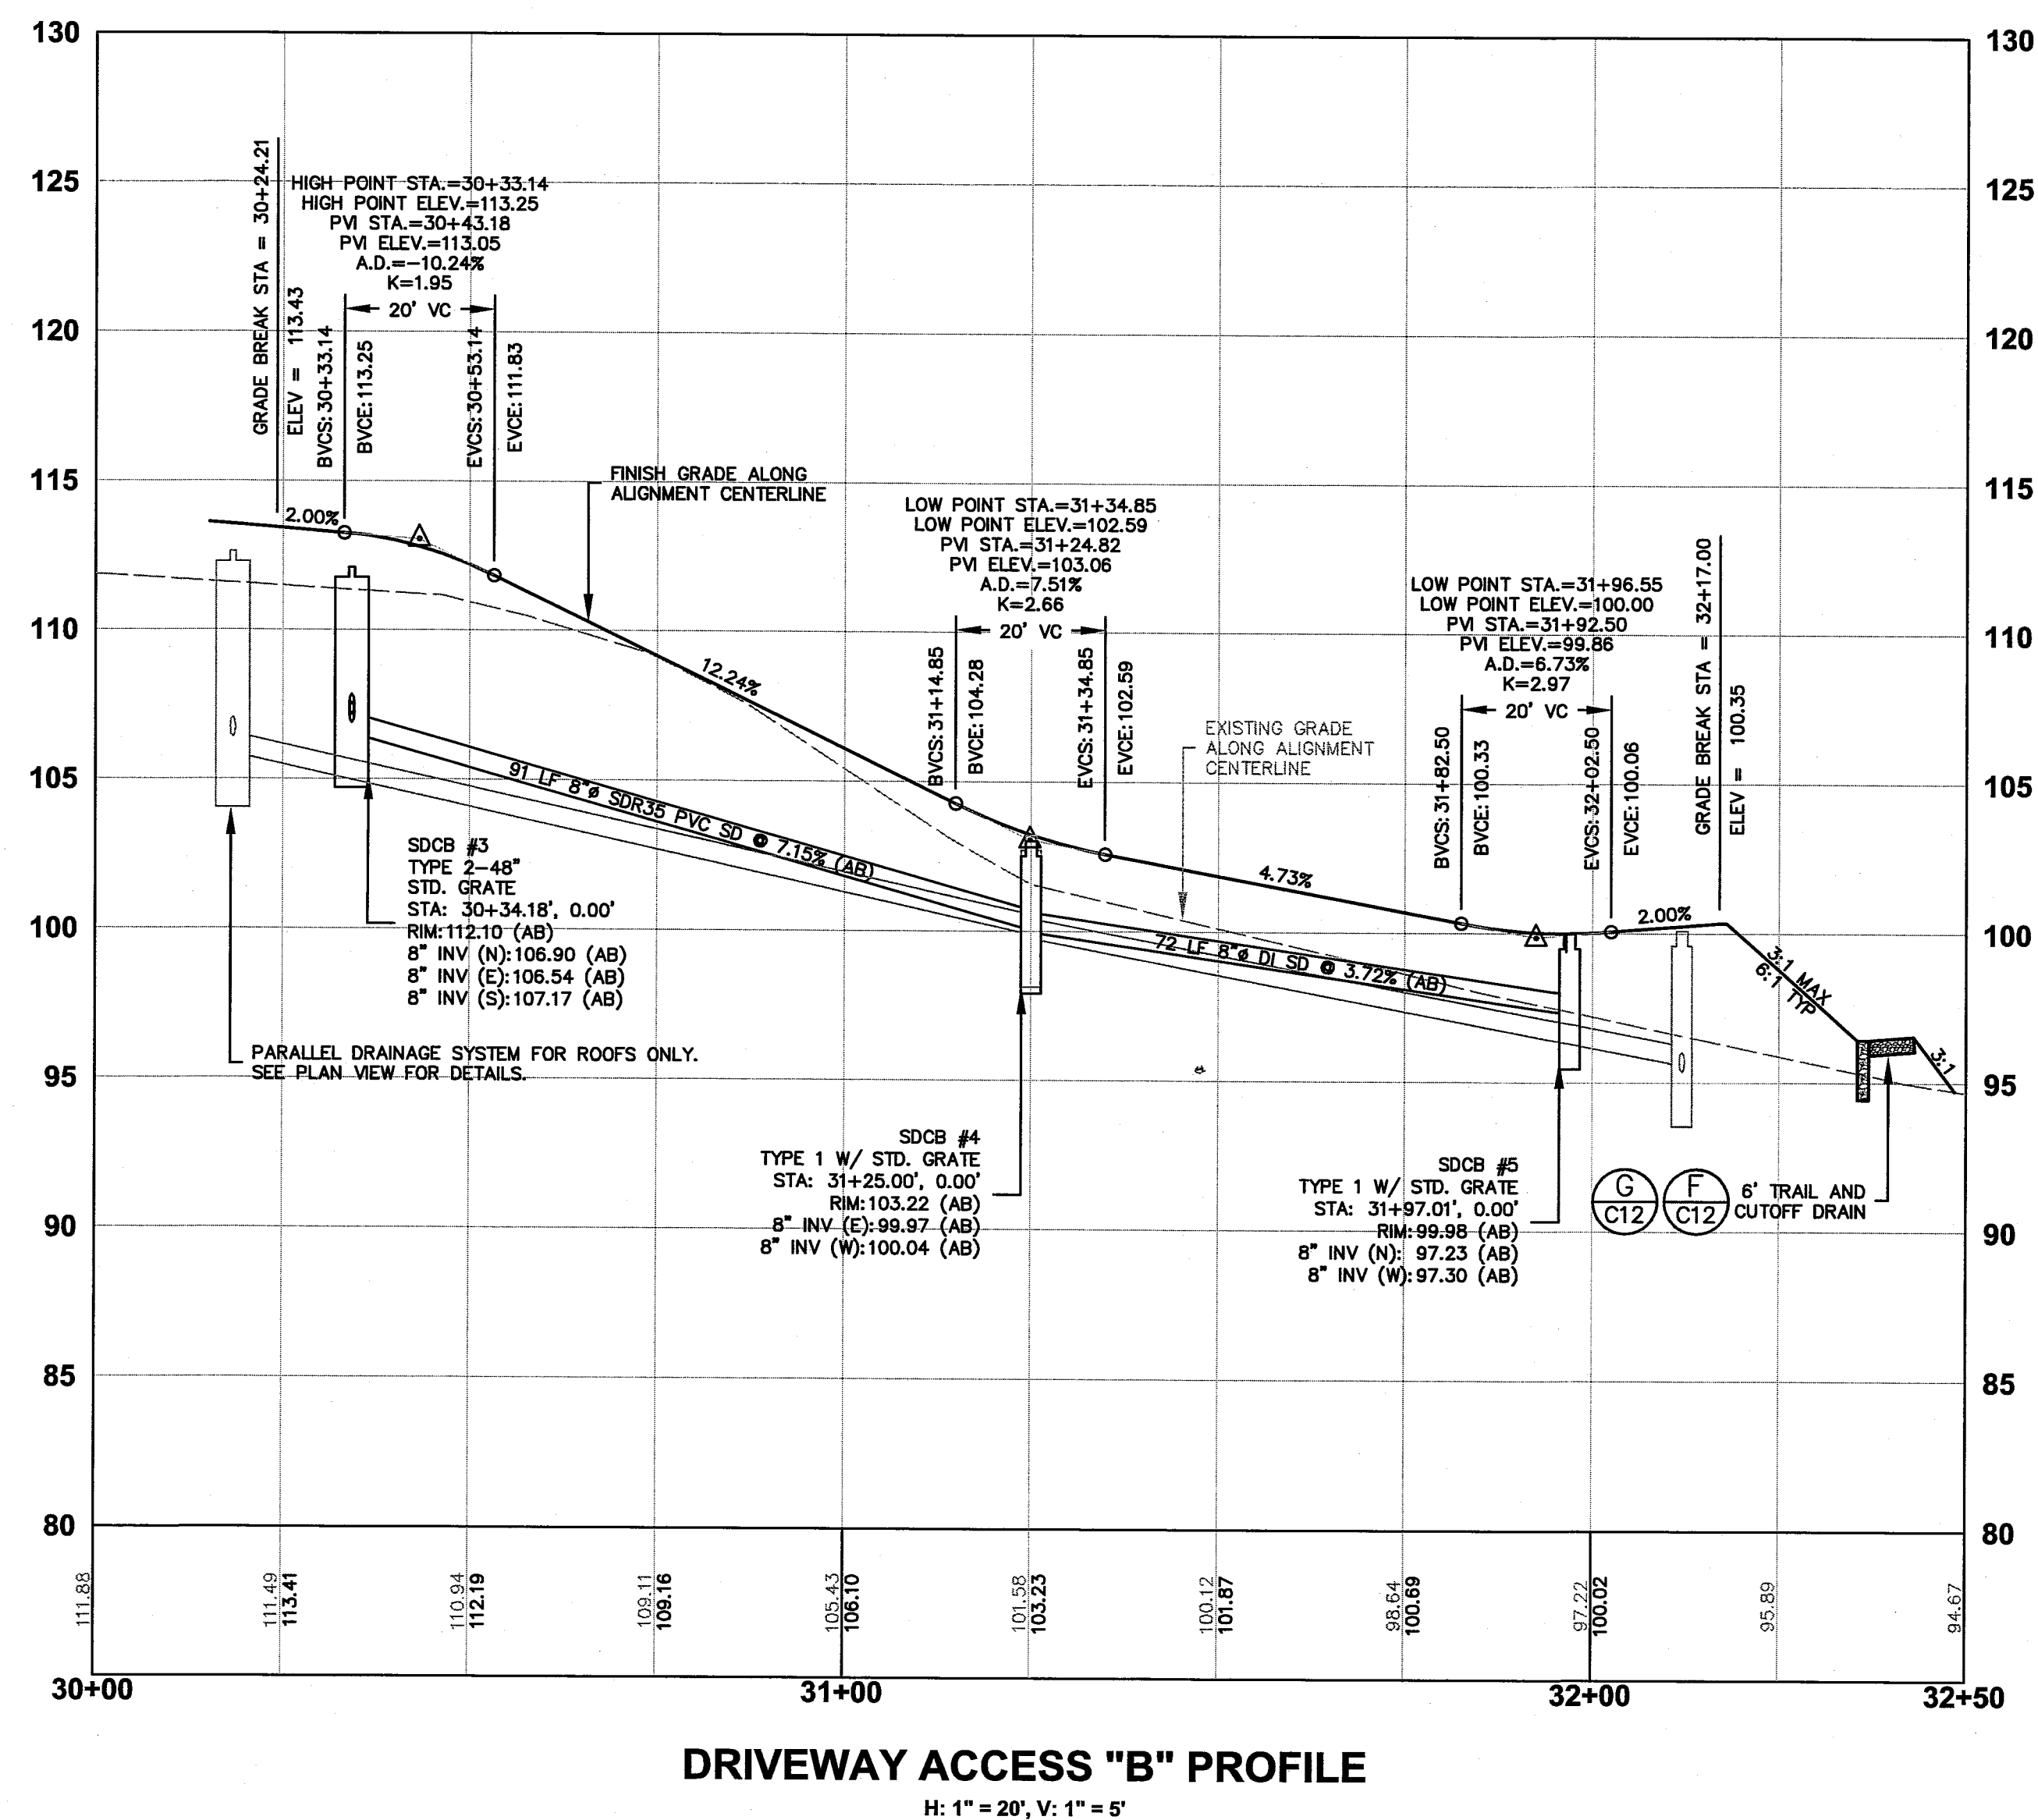 130
125
120
115
110
105
100
95
90
85
80
130
125
120
115
110
105
100
95
90
85
80
GRADE BREAK STA = 30+24.21
ELEV = 113.43
HIGH POINT STA.=30+33.14
HIGH POINT ELEV.=113.25
PVI STA.=30+43.18
PVI ELEV.=113.05
A.D.=-10.24%
K=1.95
20' VC
BVCS: 30+33.14
BVCE: 113.25
EVCS: 30+53.14
EVCE: 111.83
2.00%
FINISH GRADE ALONG
ALIGNMENT CENTERLINE
12.24%
LOW POINT STA.=31+34.85
LOW POINT ELEV.=102.59
PVI STA.=31+24.82
PVI ELEV.=103.06
A.D.=7.51%
K=2.66
20' VC
BVCS: 31+14.85
BVCE: 104.28
EVCS: 31+34.85
EVCE: 102.59
EXISTING GRADE
ALONG ALIGNMENT
CENTERLINE
4.73%
LOW POINT STA.=31+96.55
LOW POINT ELEV.=100.00
PVI STA.=31+92.50
PVI ELEV.=99.86
A.D.=6.73%
K=2.97
20' VC
BVCS: 31+82.50
BVCE: 100.33
EVCS: 32+02.50
EVCE: 100.06
GRADE BREAK STA = 32+17.00
ELEV = 100.35
2.00%
3:1 MAX
6:1 TYP
3:1
91 LF 8"ø SDR35 PVC SD @ 7.15% (AB)
72 LF 8"ø DI SD @ 3.72% (AB)
SDCB #3
TYPE 2-48"
STD. GRATE
STA: 30+34.18', 0.00'
RIM: 112.10 (AB)
8" INV (N): 106.90 (AB)
8" INV (E): 106.54 (AB)
8" INV (S): 107.17 (AB)
PARALLEL DRAINAGE SYSTEM FOR ROOFS ONLY.
SEE PLAN VIEW FOR DETAILS.
SDCB #4
TYPE 1 W/ STD. GRATE
STA: 31+25.00', 0.00'
RIM: 103.22 (AB)
8" INV (E): 99.97 (AB)
8" INV (W): 100.04 (AB)
SDCB #5
TYPE 1 W/ STD. GRATE
STA: 31+97.01', 0.00'
RIM: 99.98 (AB)
8" INV (N): 97.23 (AB)
8" INV (W): 97.30 (AB)
G
C12
F
C12
6' TRAIL AND
CUTOFF DRAIN
111.88
111.49
113.41
110.94
112.19
109.11
109.16
105.43
106.10
101.58
103.23
100.12
101.87
98.64
100.69
97.22
100.02
95.89
94.67
30+00
31+00
32+00
32+50
DRIVEWAY ACCESS "B" PROFILE
H: 1" = 20', V: 1" = 5'